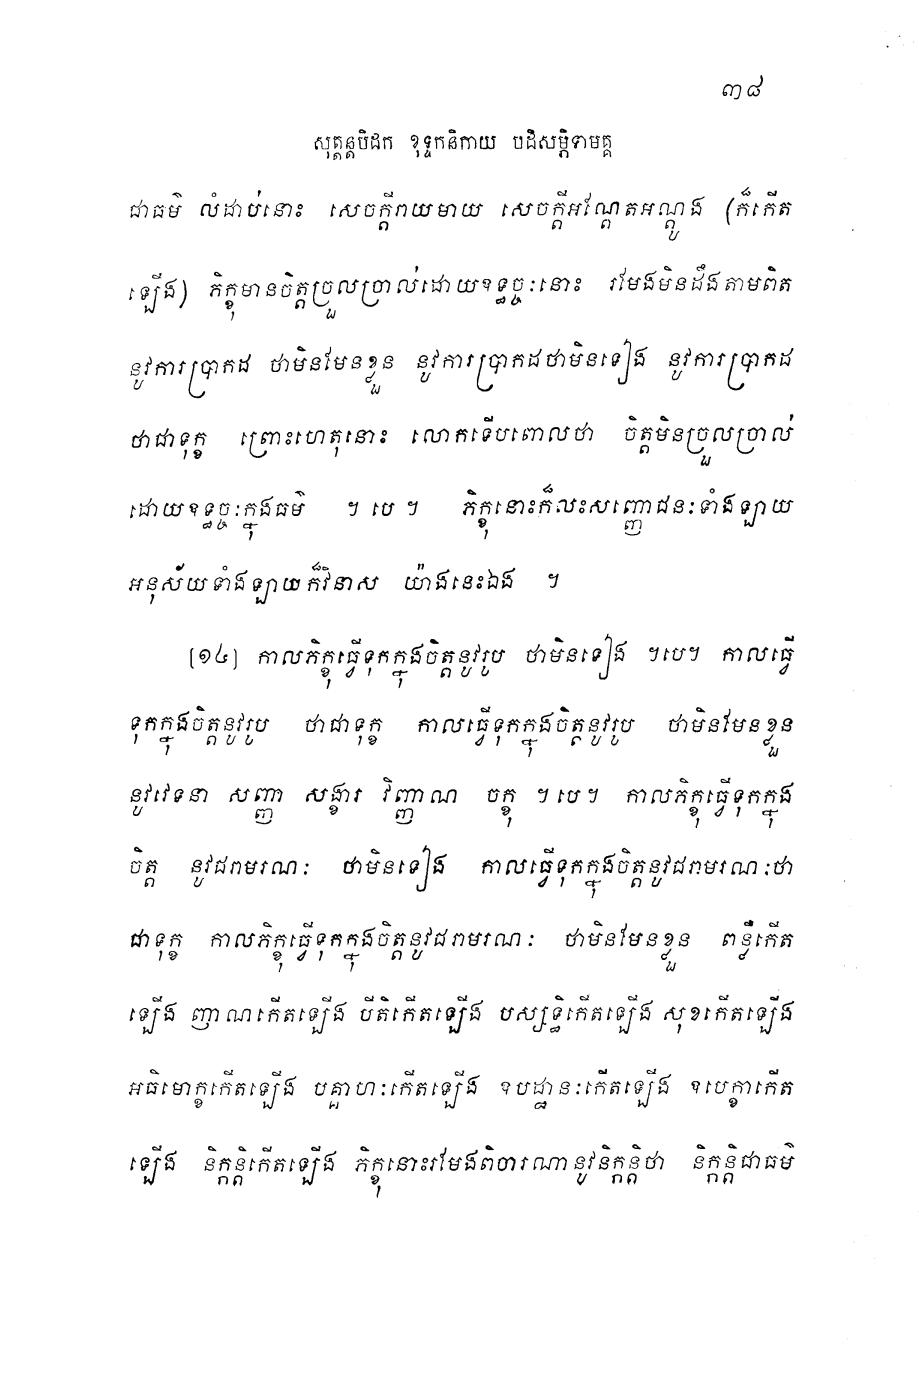 ៣៨
សុត្តន្តបិដក ខុទ្ទកនិកាយ បដិសម្ភិទាមគ្គ
ជាធម៌ លំដាប់នោះ សេចក្តីរាយមាយ សេចក្តីអណ្តែតអណ្តូង (ក៏កើត
ឡើង) ភិក្ខុមានចិត្តច្រួលច្រាល់ដោយឧទ្ធច្ចៈនោះ រមែងមិនដឹងតាមពិត
នូវការប្រាកដ ថាមិនមែនខ្លួន នូវការប្រាកដថាមិនទៀង នូវការប្រាកដ
ថាជាទុក្ខ ព្រោះហេតុនោះ លោកទើបពោលថា ចិត្តមិនច្រួលច្រាល់
ដោយឧទ្ធច្ចៈក្នុងធម៌ ។ បេ ។ ភិក្ខុនោះក៏លះសញ្ញោជនៈទាំងឡាយ
អនុស័យទាំងឡាយក៏វិនាស យ៉ាងនេះឯង ។
[១៤] កាលភិក្ខុធ្វើទុកក្នុងចិត្តនូវរូប ថាមិនទៀង ។បេ។ កាលធ្វើ
ទុកក្នុងចិត្តនូវរូប ថាជាទុក្ខ កាលធ្វើទុកក្នុងចិត្តនូវរូប ថាមិនមែនខ្លួន
នូវវេទនា សញ្ញា សង្ខារ វិញ្ញាណ ចក្ខុ ។បេ។ កាលភិក្ខុធ្វើទុកក្នុង
ចិត្ត នូវជរាមរណៈ ថាមិនទៀង កាលធ្វើទុកក្នុងចិត្តនូវជរាមរណៈថា
ជាទុក្ខ កាលភិក្ខុធ្វើទុកក្នុងចិត្តនូវជរាមរណៈ ថាមិនមែនខ្លួន ពន្លឺកើត
ឡើង ញាណកើតឡើង បីតិកើតឡើង បស្សទ្ធិកើតឡើង សុខកើតឡើង
អធិមោក្ខកើតឡើង បគ្គាហៈកើតឡើង ឧបដ្ឋានៈកើតឡើង ឧបេក្ខាកើត
ឡើង និក្កន្តិកើតឡើង ភិក្ខុនោះរមែងពិចារណានូវនិក្កន្តិថា និក្កន្តិជាធម៌